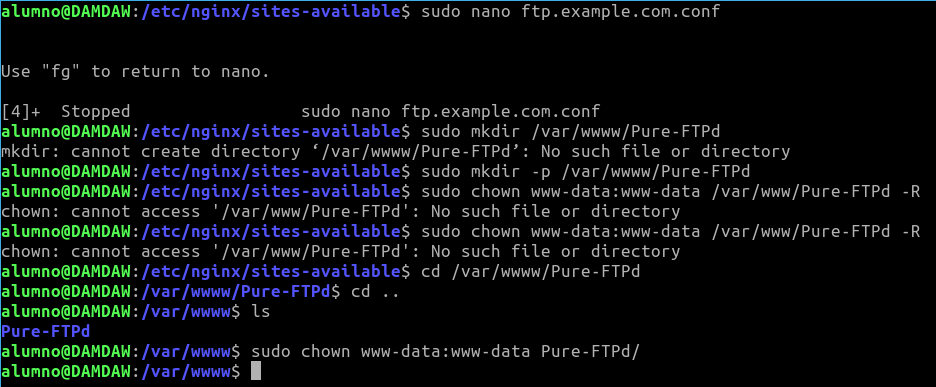 alumno@DAMDAW:/etc/nginx/sites-available$ sudo nano ftp.example.com.conf
Use "fg" to return to nano.
[4]+  Stopped                 sudo nano ftp.example.com.conf
alumno@DAMDAW:/etc/nginx/sites-available$ sudo mkdir /var/wwww/Pure-FTPd
mkdir: cannot create directory ‘/var/wwww/Pure-FTPd’: No such file or directory
alumno@DAMDAW:/etc/nginx/sites-available$ sudo mkdir -p /var/wwww/Pure-FTPd
alumno@DAMDAW:/etc/nginx/sites-available$ sudo chown www-data:www-data /var/www/Pure-FTPd -R
chown: cannot access '/var/www/Pure-FTPd': No such file or directory
alumno@DAMDAW:/etc/nginx/sites-available$ sudo chown www-data:www-data /var/www/Pure-FTPd -R
chown: cannot access '/var/www/Pure-FTPd': No such file or directory
alumno@DAMDAW:/etc/nginx/sites-available$ cd /var/wwww/Pure-FTPd
alumno@DAMDAW:/var/wwww/Pure-FTPd$ cd ..
alumno@DAMDAW:/var/wwww$ ls
Pure-FTPd
alumno@DAMDAW:/var/wwww$ sudo chown www-data:www-data Pure-FTPd/
alumno@DAMDAW:/var/wwww$